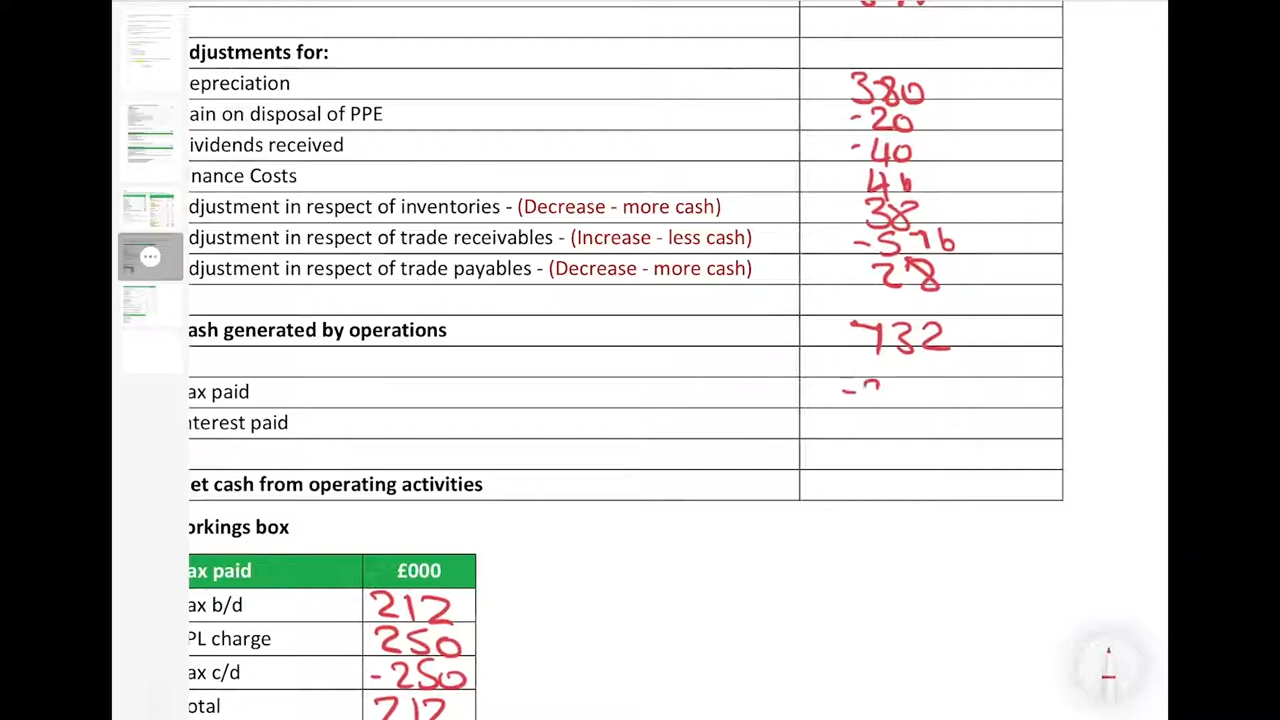 djustments for:
epreciation 380
ain on disposal of PPE -20
ividends received -40
nance Costs 46
djustment in respect of inventories - (Decrease - more cash) 38
djustment in respect of trade receivables - (Increase - less cash) -576
djustment in respect of trade payables - (Decrease - more cash) 28
ash generated by operations 732
ax paid -2
nterest paid
et cash from operating activities
orkings box
ax paid £000
ax b/d 212
PL charge 250
ax c/d -250
otal 212